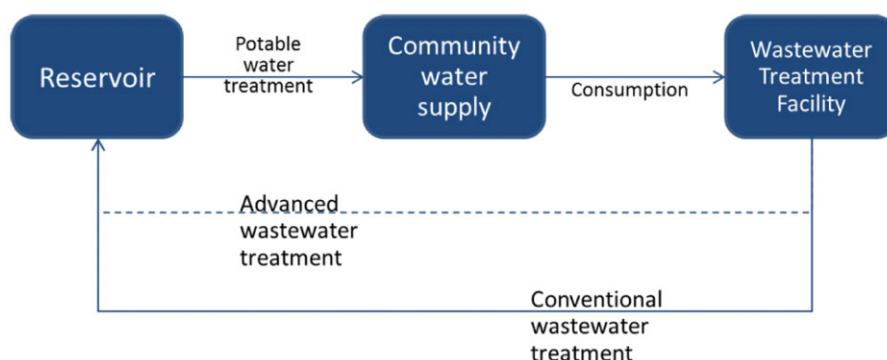 Reservoir
Potable
water
treatment
Community
water
supply
Consumption
Wastewater
Treatment
Facility
Advanced
wastewater
treatment
Conventional
wastewater
treatment